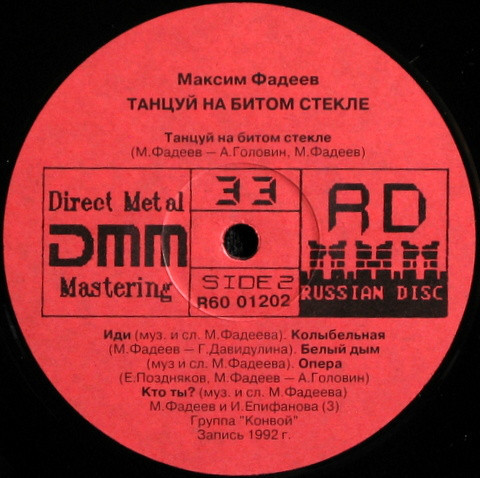 Максим Фадеев
ТАНЦУЙ НА БИТОМ СТЕКЛЕ
Танцуй на битом стекле
(М.Фадеев — А.Головин, М.Фадеев)
Direct Metal
DMM
Mastering
33
SIDE 2
R60 01202
RD
RUSSIAN DISC
Иди (муз. и сл. М.Фадеева). Колыбельная
(М.Фадеев — Г.Давидулина). Белый дым
(муз и сл. М.Фадеева). Опера
(Е.Поздняков, М.Фадеев — А.Головин)
Кто ты? (муз. и сл. М.Фадеева)
М.Фадеев и И.Епифанова (3)
Группа "Конвой"
Запись 1992 г.